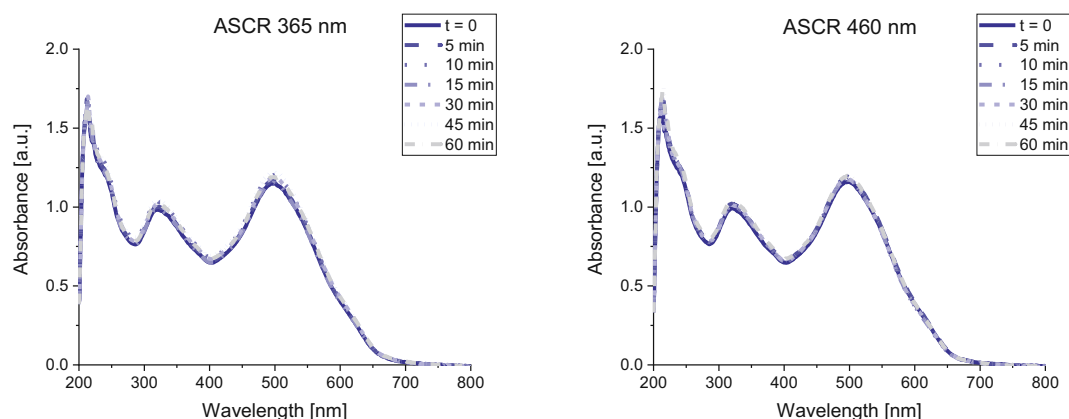 ASCR 365 nm
t = 0
5 min
10 min
15 min
30 min
45 min
60 min
2.0
1.5
1.0
0.5
0.0
Absorbance [a.u.]
200 300 400 500 600 700 800
Wavelength [nm]
ASCR 460 nm
t = 0
5 min
10 min
15 min
30 min
45 min
60 min
2.0
1.5
1.0
0.5
0.0
Absorbance [a.u.]
200 300 400 500 600 700 800
Wavelength [nm]